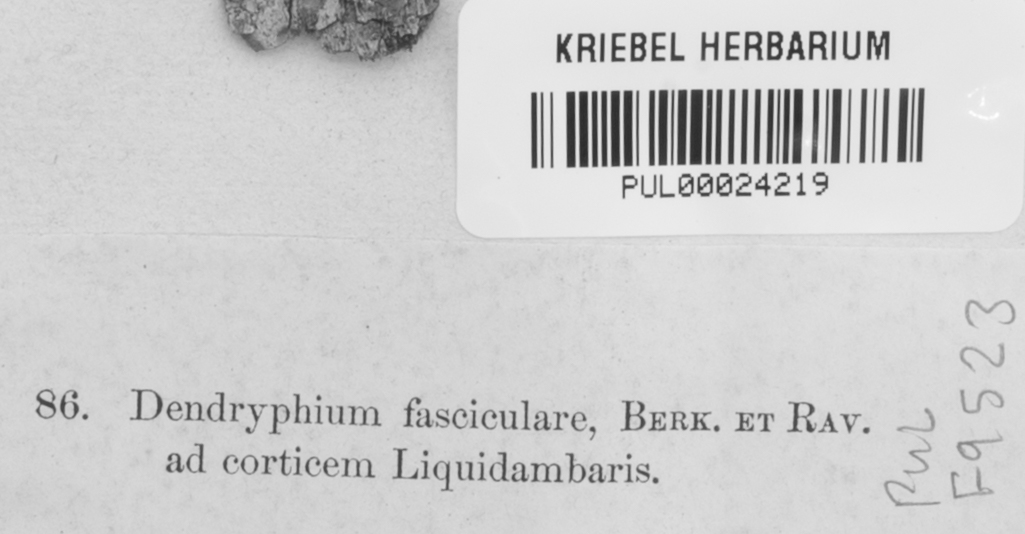 KRIEBEL HERBARIUM
PUL00024219
86. Dendryphium fasciculare, BERK. ET RAV.
ad corticem Liquidambaris.
PUL
F9523